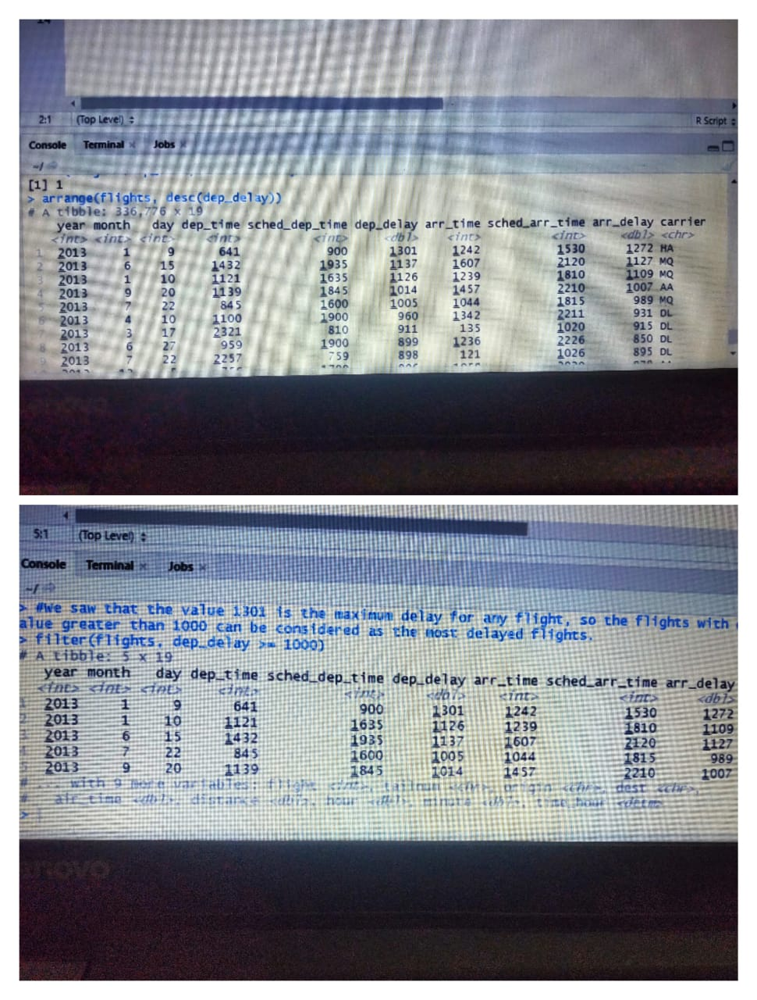 2:1 (Top Level) R Script
Console Terminal × Jobs ×
~/
[1] 1
> arrange(flights, desc(dep_delay))
# A tibble: 336,776 x 19
year month day dep_time sched_dep_time dep_delay arr_time sched_arr_time arr_delay carrier
<int> <int> <int> <int> <int> <dbl> <int> <int> <dbl> <chr>
1 2013 1 9 641 900 1301 1242 1530 1272 HA
2 2013 6 15 1432 1935 1137 1607 2120 1127 MQ
3 2013 1 10 1121 1635 1126 1239 1810 1109 MQ
4 2013 9 20 1139 1845 1014 1457 2210 1007 AA
5 2013 7 22 845 1600 1005 1044 1815 989 MQ
6 2013 4 10 1100 1900 960 1342 2211 931 DL
7 2013 3 17 2321 810 911 135 1020 915 DL
8 2013 6 27 959 1900 899 1236 2226 850 DL
9 2013 7 22 2257 759 898 121 1026 895 DL
5:1 (Top Level)
Console Terminal × Jobs ×
~/
> #We saw that the value 1301 is the maximum delay for any flight, so the flights with
alue greater than 1000 can be considered as the most delayed flights.
> filter(flights, dep_delay >= 1000)
# A tibble: 5 x 19
year month day dep_time sched_dep_time dep_delay arr_time sched_arr_time arr_delay
<int> <int> <int> <int> <int> <dbl> <int> <int> <dbl>
1 2013 1 9 641 900 1301 1242 1530 1272
2 2013 1 10 1121 1635 1126 1239 1810 1109
3 2013 6 15 1432 1935 1137 1607 2120 1127
4 2013 7 22 845 1600 1005 1044 1815 989
5 2013 9 20 1139 1845 1014 1457 2210 1007
# ... with 9 more variables: flight <int>, tailnum <chr>, origin <chr>, dest <chr>,
# air_time <dbl>, distance <dbl>, hour <dbl>, minute <dbl>, time_hour <dttm>
>
enovo